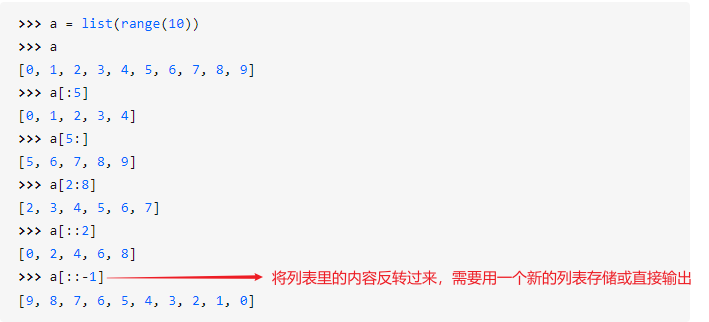 >>> a = list(range(10))
>>> a
[0, 1, 2, 3, 4, 5, 6, 7, 8, 9]
>>> a[:5]
[0, 1, 2, 3, 4]
>>> a[5:]
[5, 6, 7, 8, 9]
>>> a[2:8]
[2, 3, 4, 5, 6, 7]
>>> a[::2]
[0, 2, 4, 6, 8]
>>> a[::-1] 将列表里的内容反转过来，需要用一个新的列表存储或直接输出
[9, 8, 7, 6, 5, 4, 3, 2, 1, 0]